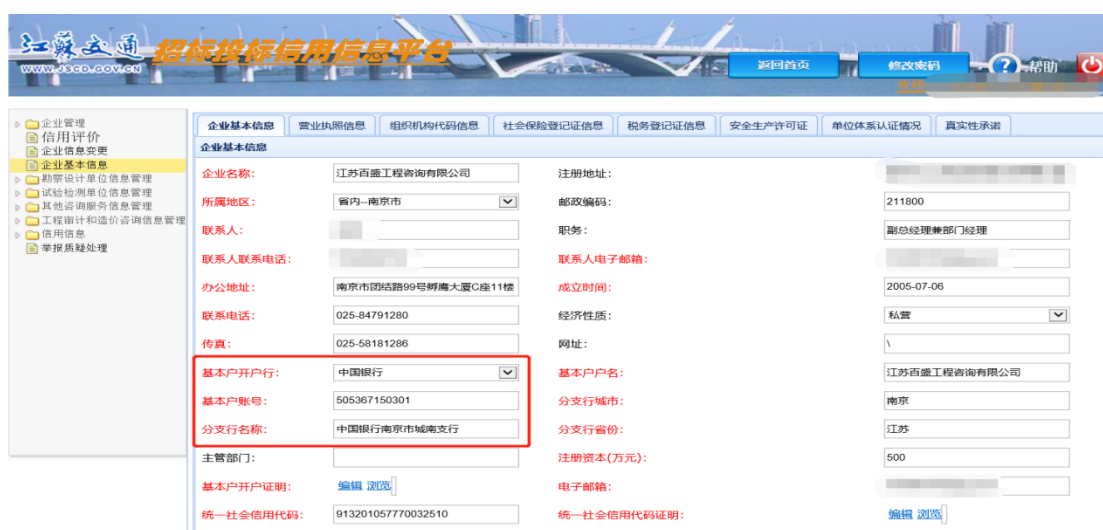 江蘇交通 招标投标信用信息平台
WWW.JSCD.GOV.CN
返回首页 修改密码 帮助
企业管理
信用评价
企业信息变更
企业基本信息
勘察设计单位信息管理
试验检测单位信息管理
其他咨询服务信息管理
工程审计和造价咨询信息管理
信用信息
举报质疑处理
企业基本信息 营业执照信息 组织机构代码信息 社会保险登记证信息 税务登记证信息 安全生产许可证 单位体系认证情况 真实性承诺
企业基本信息
企业名称: 江苏百盛工程咨询有限公司 注册地址:
所属地区: 省内--南京市 邮政编码: 211800
联系人: 职务: 副总经理兼部门经理
联系人联系电话: 联系人电子邮箱:
办公地址: 南京市团结路99号孵鹰大厦C座11楼 成立时间: 2005-07-06
联系电话: 025-84791280 经济性质: 私营
传真: 025-58181286 网址: \
基本户开户行: 中国银行 基本户户名: 江苏百盛工程咨询有限公司
基本户账号: 505367150301 分支行城市: 南京
分支行名称: 中国银行南京市城南支行 分支行省份: 江苏
主管部门: 注册资本(万元): 500
基本户开户证明: 编辑 浏览 电子邮箱:
统一社会信用代码: 913201057770032510 统一社会信用代码证明: 编辑 浏览